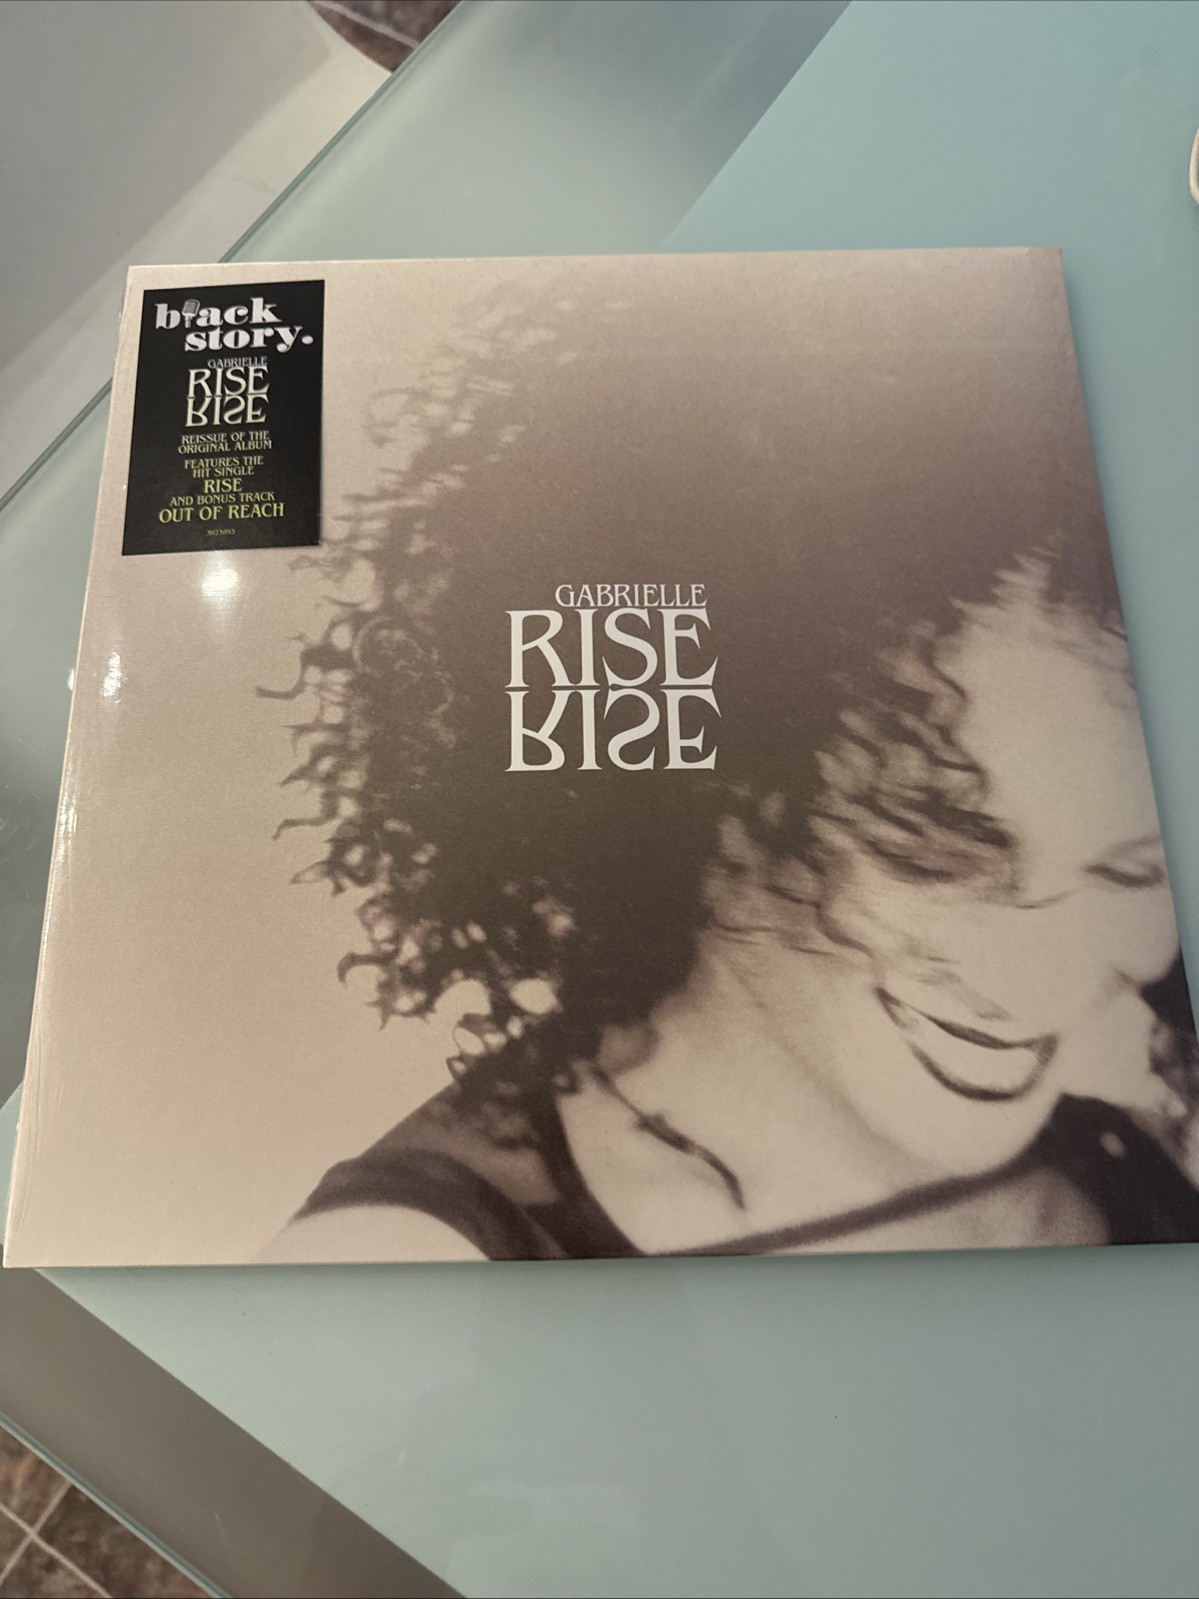 black
story.
GABRIELLE
RISE
RISE
REISSUE OF THE
ORIGINAL ALBUM
FEATURES THE
HIT SINGLE
RISE
AND BONUS TRACK
OUT OF REACH
GABRIELLE
RISE
RISE